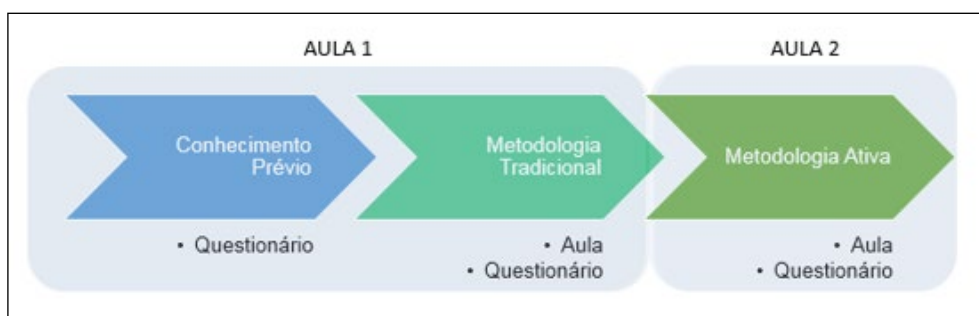 AULA 1
AULA 2
Conhecimento
Prévio
Metodologia
Tradicional
Metodologia Ativa
• Questionário
• Aula
• Questionário
• Aula
• Questionário